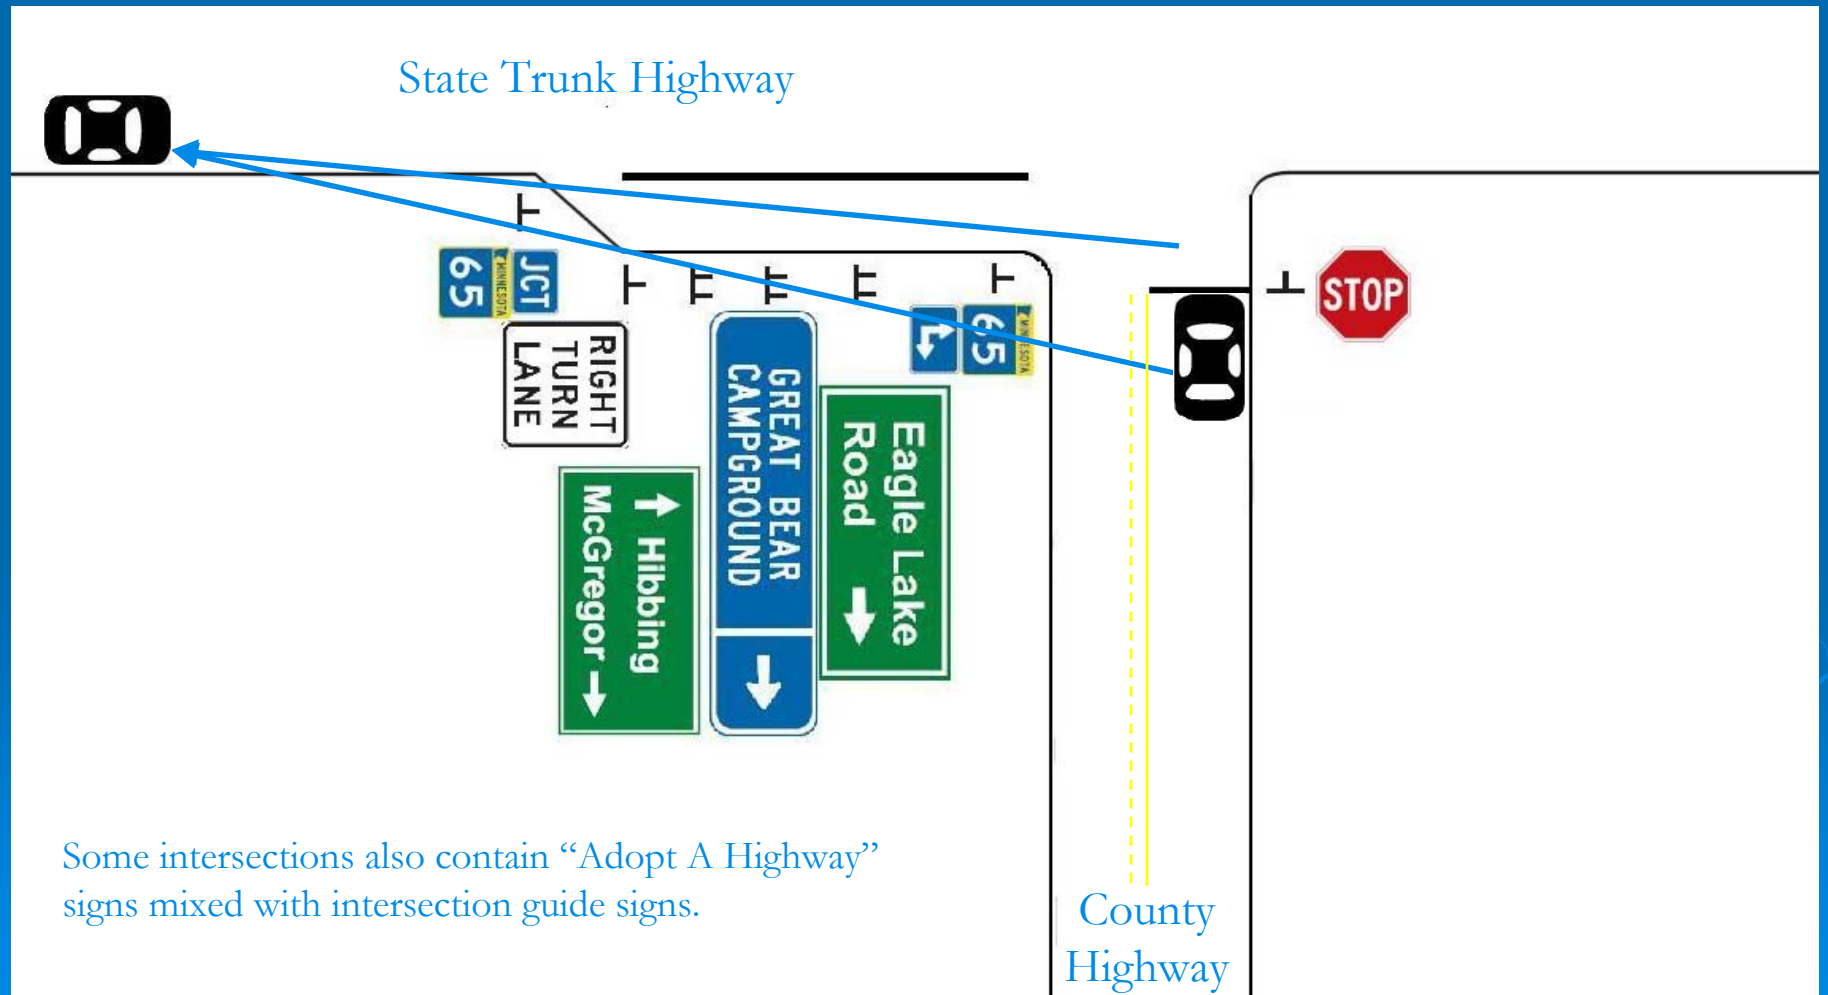 State Trunk Highway
JCT
MINNESOTA
65
RIGHT
TURN
LANE
Hibbing
McGregor
GREAT BEAR
CAMPGROUND
Eagle Lake
Road
MINNESOTA
65
STOP
Some intersections also contain “Adopt A Highway”
signs mixed with intersection guide signs.
County
Highway